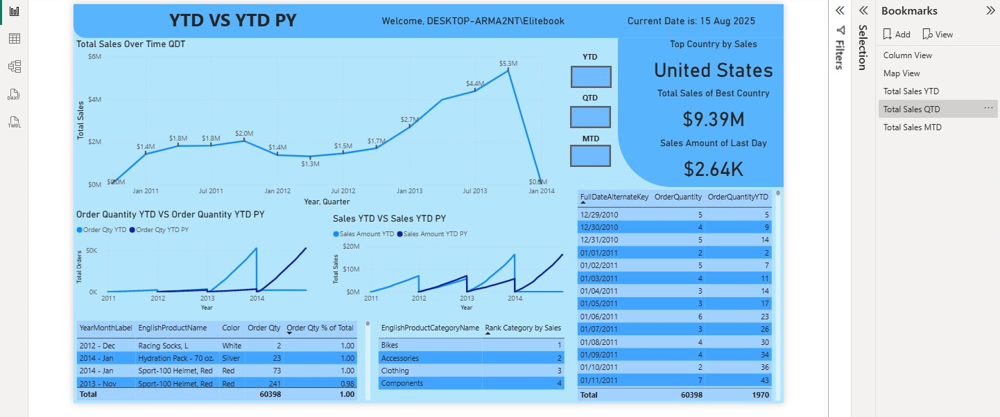 YTD VS YTD PY
Welcome, DESKTOP-ARMA2NT\Elitebook
Current Date is: 15 Aug 2025
Total Sales Over Time QDT
$6M
$4M
$2M
$0M
Total Sales
$0.0M
$1.4M
$1.8M
$1.8M
$2.0M
$1.4M
$1.3M
$1.5M
$1.7M
$2.7M
$4.4M
$5.3M
$0.0M
Jan 2011 Jul 2011 Jan 2012 Jul 2012 Jan 2013 Jul 2013 Jan 2014
Year, Quarter
YTD
QTD
MTD
Top Country by Sales
United States
Total Sales of Best Country
$9.39M
Sales Amount of Last Day
$2.64K
Order Quantity YTD VS Order Quantity YTD PY
Order Qty YTD Order Qty YTD PY
Total Orders
50K
0K
2011 2012 2013 2014
Year
Sales YTD VS Sales YTD PY
Sales Amount YTD Sales Amount YTD PY
Total Sales
$20M
$10M
$0M
2011 2012 2013 2014
Year
FullDateAlternateKey OrderQuantity OrderQuantityYTD
12/29/2010 5 5
12/30/2010 4 9
12/31/2010 5 14
01/01/2011 2 2
01/02/2011 5 7
01/03/2011 4 11
01/04/2011 3 14
01/05/2011 3 17
01/06/2011 6 23
01/07/2011 3 26
01/08/2011 4 30
01/09/2011 4 34
01/10/2011 2 36
01/11/2011 7 43
Total 60398 1970
YearMonthLabel EnglishProductName Color Order Qty Order Qty % of Total
2012 - Dec Racing Socks, L White 2 1.00
2014 - Jan Hydration Pack - 70 oz. Silver 23 1.00
2014 - Jan Sport-100 Helmet, Red Red 73 1.00
2013 - Nov Sport-100 Helmet, Red Red 241 0.98
Total 60398 1.00
EnglishProductCategoryName Rank Category by Sales
Bikes 1
Accessories 2
Clothing 3
Components 4
Filters
Selection
Bookmarks
Add View
Column View
Map View
Total Sales YTD
Total Sales QTD ...
Total Sales MTD
DAX
TMDL